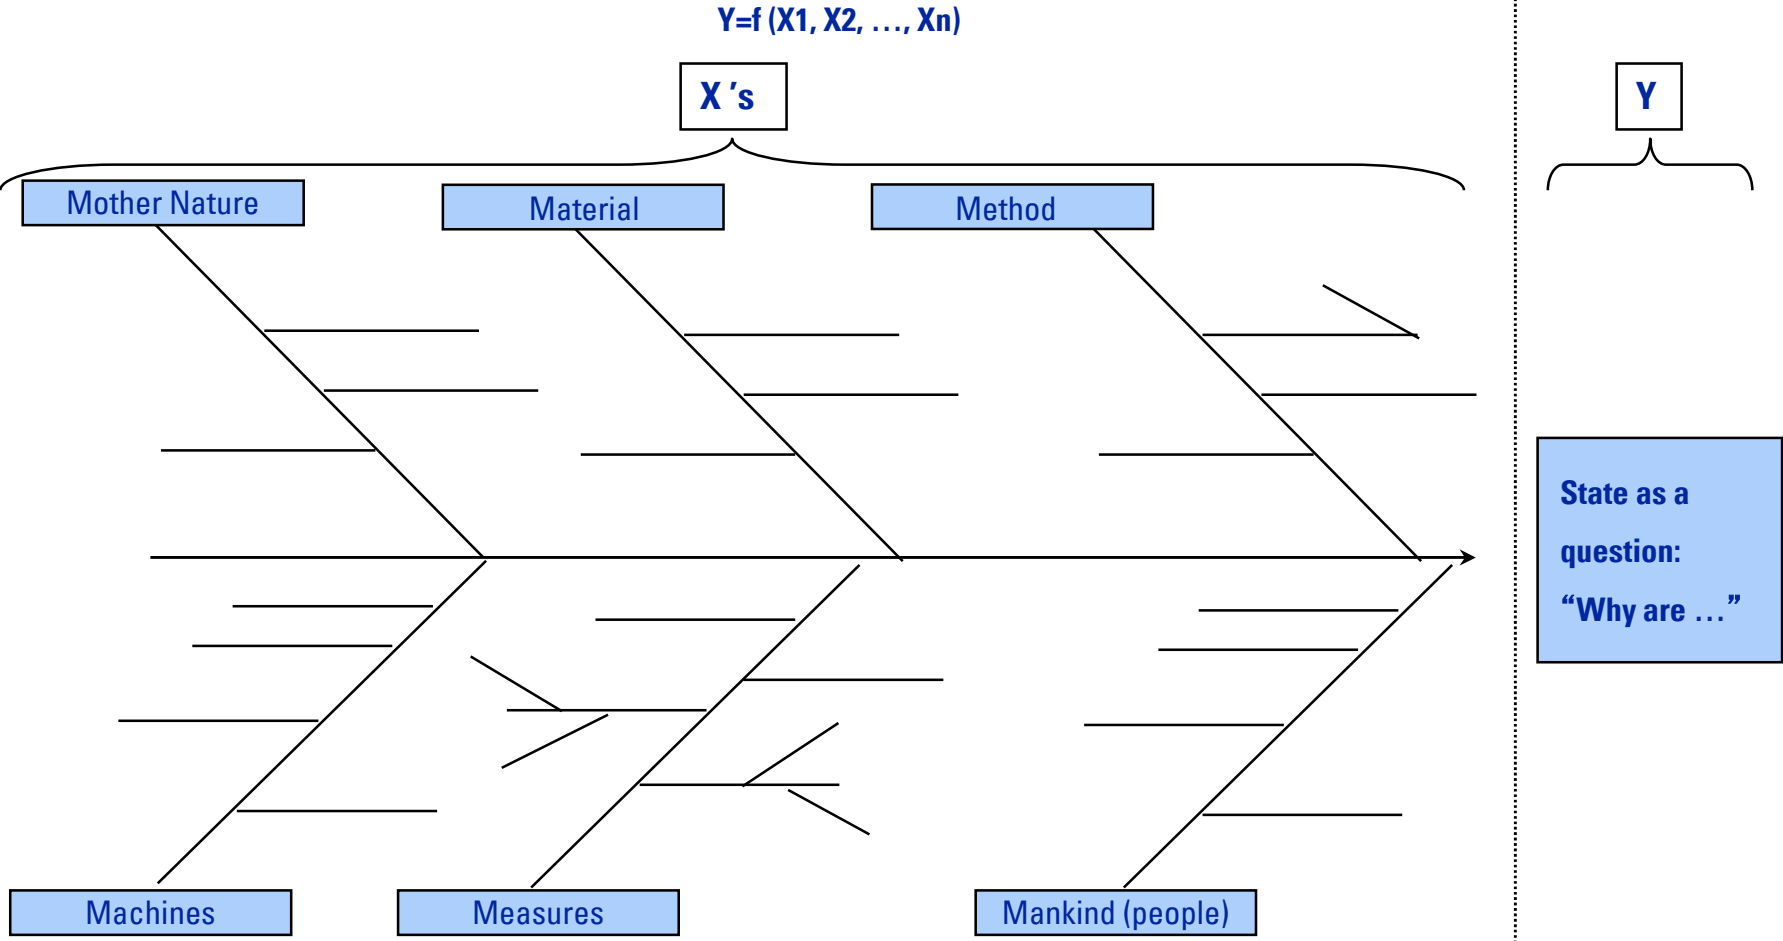 Y=f (X1, X2, …, Xn)
X ’s
Y
Mother Nature
Material
Method
State as a
question:
“Why are …”
Machines
Measures
Mankind (people)